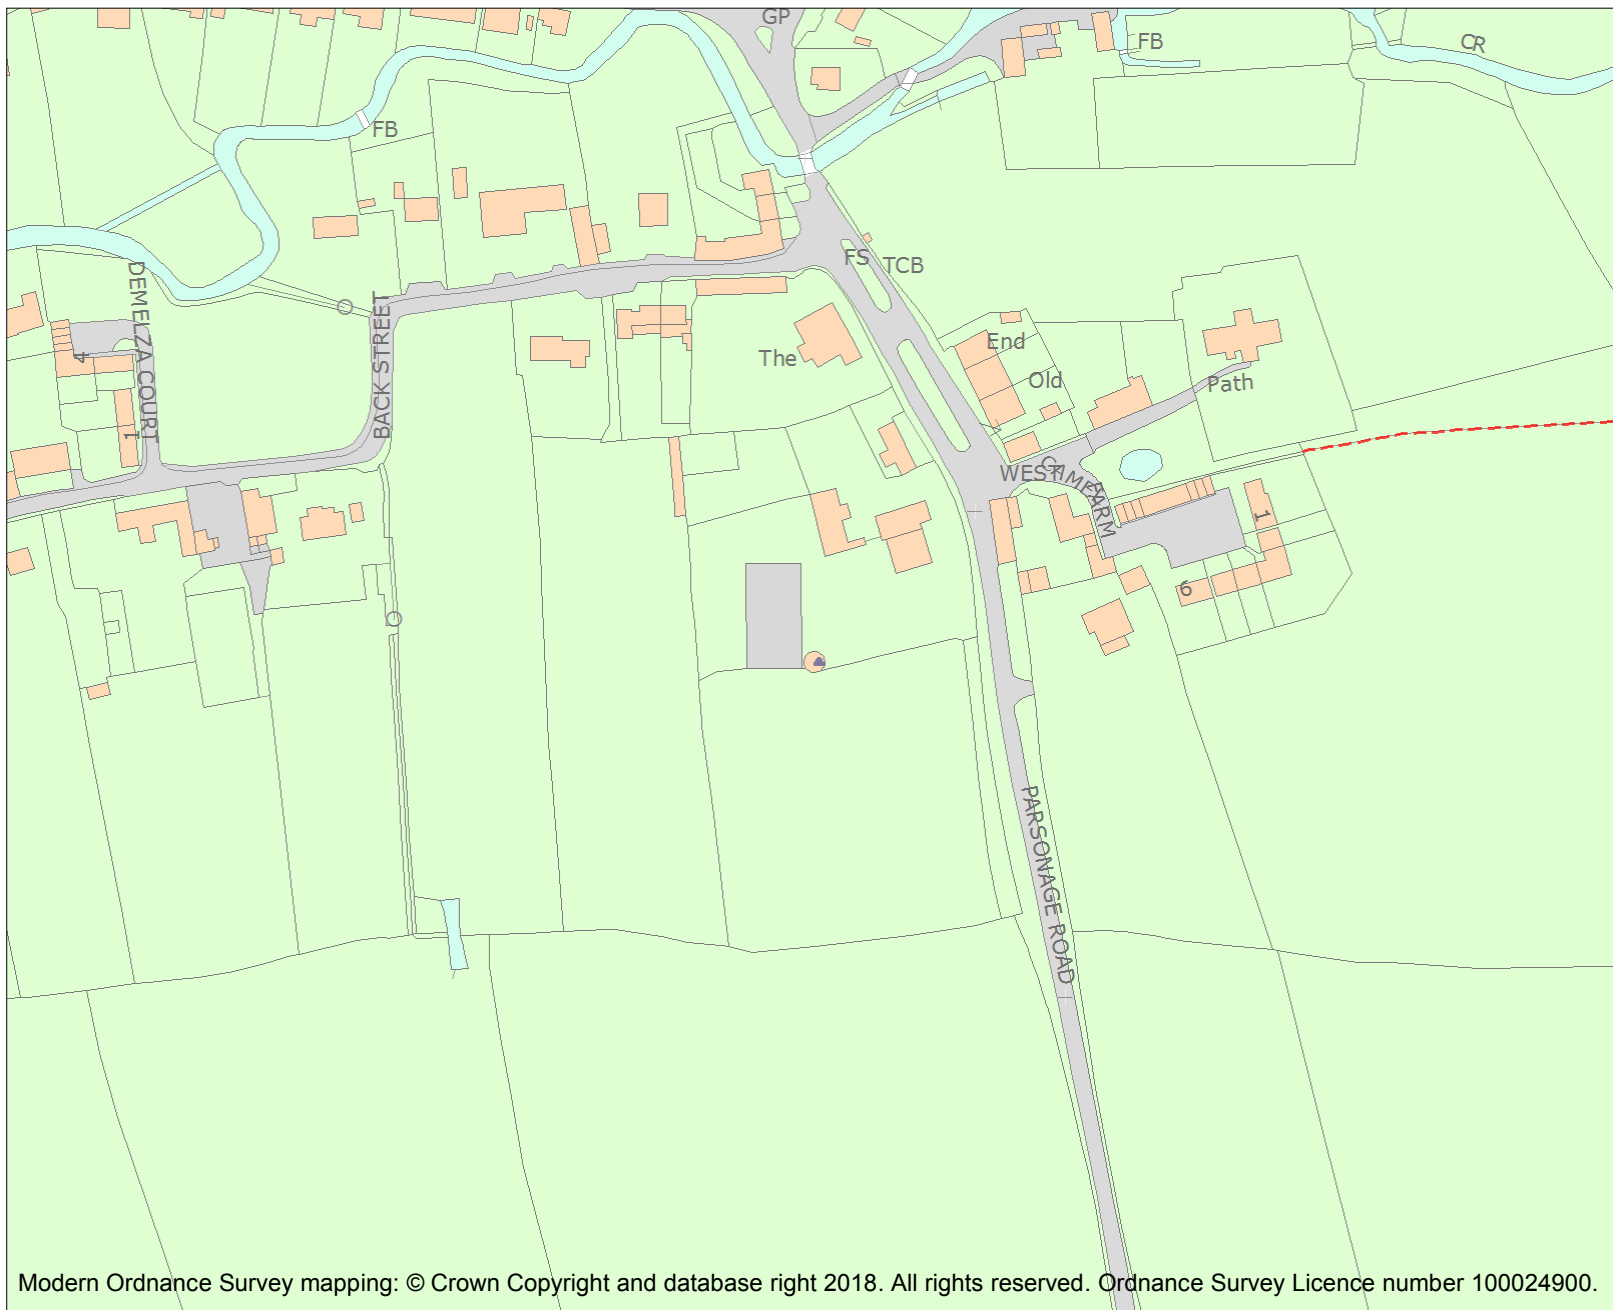 GP
FB
CR
FB
DEMELZA COURT
FS
TCB
BACK STREET
End
The
Old
Path
4
1
WEST
FARM
1
6
PARSONAGE ROAD
Modern Ordnance Survey mapping: © Crown Copyright and database right 2018. All rights reserved. Ordnance Survey Licence number 100024900.